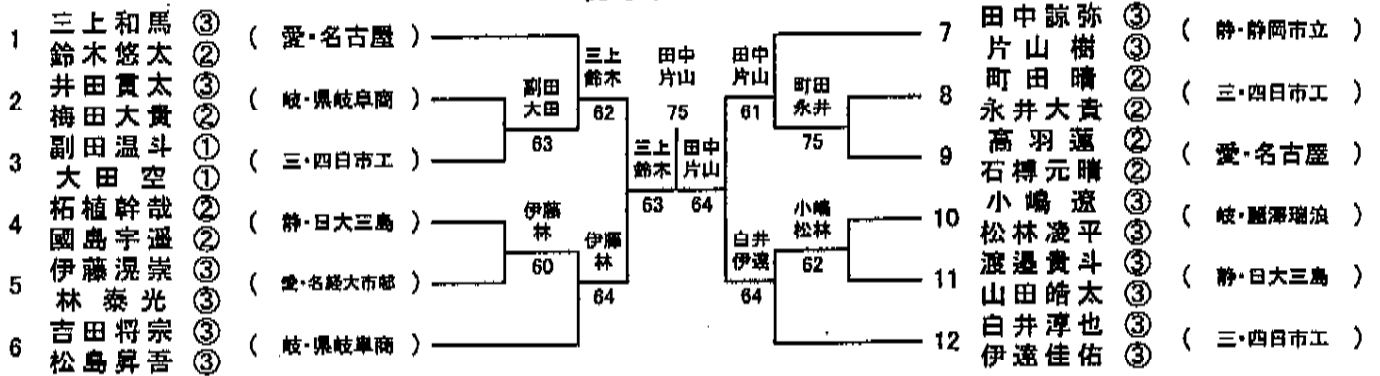 1 三上和馬 ③ 鈴木悠太 ② ( 愛・名古屋 )
2 井田貫太 ③ 梅田大貴 ② ( 岐・県岐阜商 )
3 副田温斗 ① 大田空 ① ( 三・四日市工 )
4 柘植幹哉 ② 國島宇遥 ② ( 静・日大三島 )
5 伊藤滉崇 ③ 林泰光 ③ ( 愛・名経大市邨 )
6 吉田将宗 ③ 松島昇吾 ③ ( 岐・県岐阜商 )
副田
大田
63
伊藤
林
60
三上
鈴木
62
伊藤
林
64
三上
鈴木
63
田中
片山
75
田中
片山
64
田中
片山
61
白井
伊達
64
町田
永井
75
小嶋
松林
62
7 田中諒弥 ③ 片山樹 ③ ( 静・静岡市立 )
8 町田晴 ② 永井大貴 ② ( 三・四日市工 )
9 高羽蓮 ② 石榑元晴 ② ( 愛・名古屋 )
10 小嶋遼 ③ 松林凌平 ③ ( 岐・麗澤瑞浪 )
11 渡邉貴斗 ③ 山田皓太 ③ ( 静・日大三島 )
12 白井淳也 ③ 伊達佳佑 ③ ( 三・四日市工 )